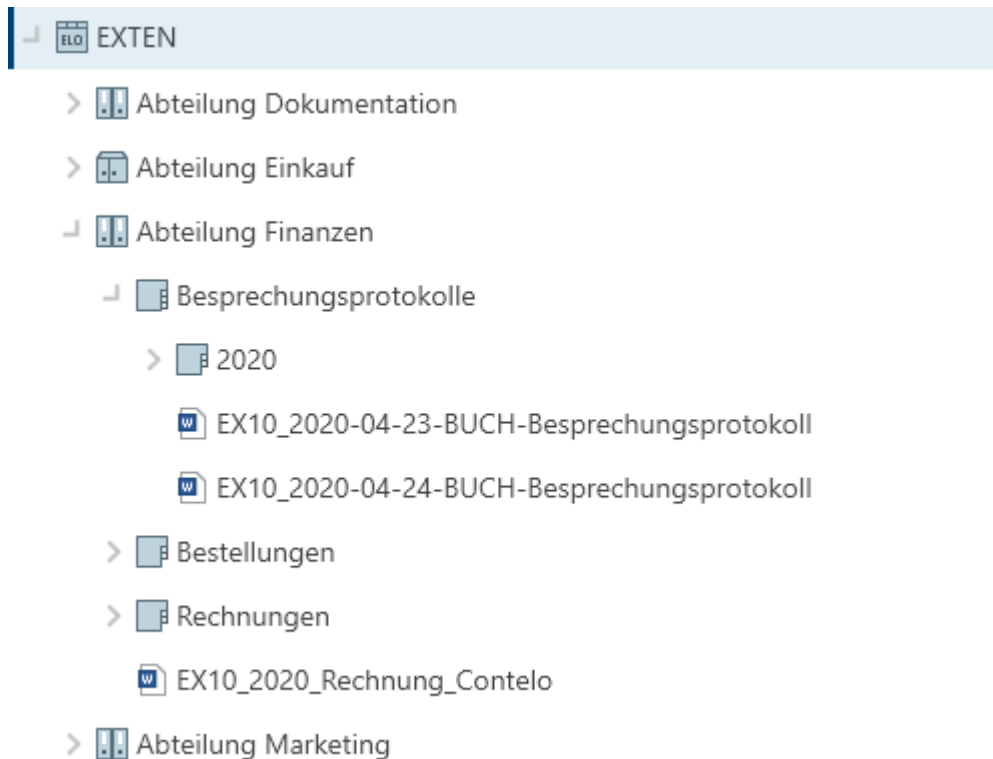 ELO EXTEN
Abteilung Dokumentation
Abteilung Einkauf
Abteilung Finanzen
Besprechungsprotokolle
2020
W EX10_2020-04-23-BUCH-Besprechungsprotokoll
W EX10_2020-04-24-BUCH-Besprechungsprotokoll
Bestellungen
Rechnungen
W EX10_2020_Rechnung_Contelo
Abteilung Marketing